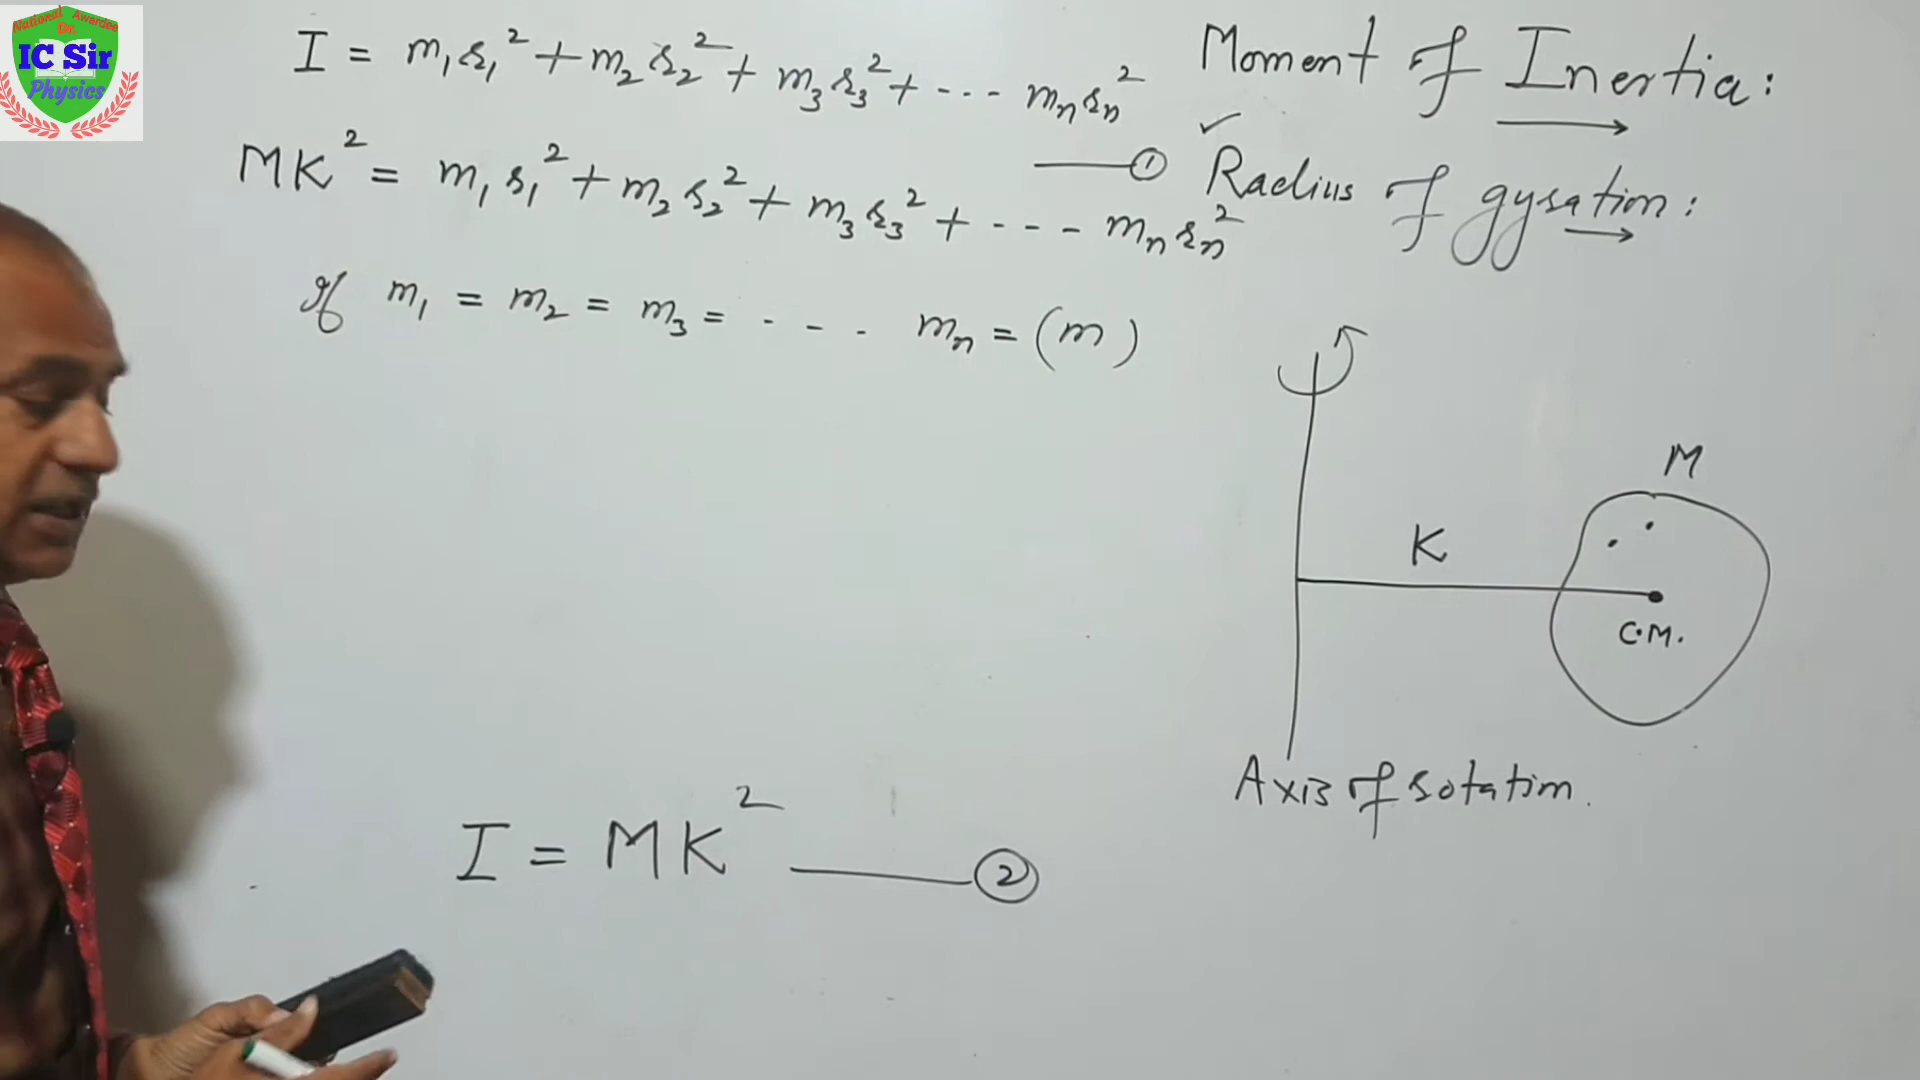 National Awardee
Dr.
IC Sir
Physics
I = m₁r₁² + m₂r₂² + m₃r₃² + --- mₙrₙ²
Moment of Inertia:
① ✓ Radius of gyration:
MK² = m₁r₁² + m₂r₂² + m₃r₃² + --- mₙrₙ²
If m₁ = m₂ = m₃ = --- mₙ = (m)
M
K
C.M.
Axis of rotation.
I = MK² ②